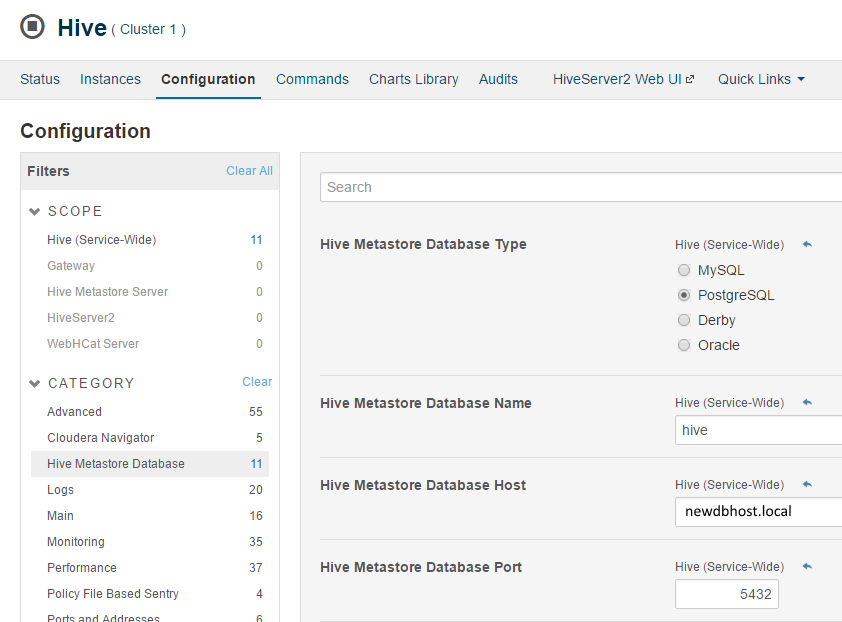 Hive ( Cluster 1 )
Status Instances Configuration Commands Charts Library Audits HiveServer2 Web UI Quick Links
Configuration
Filters Clear All
SCOPE
Hive (Service-Wide) 11
Gateway 0
Hive Metastore Server 0
HiveServer2 0
WebHCat Server 0
CATEGORY Clear
Advanced 55
Cloudera Navigator 5
Hive Metastore Database 11
Logs 20
Main 16
Monitoring 35
Performance 37
Policy File Based Sentry 4
Ports and Addresses 6
Search
Hive Metastore Database Type Hive (Service-Wide)
MySQL
PostgreSQL
Derby
Oracle
Hive Metastore Database Name Hive (Service-Wide)
hive
Hive Metastore Database Host Hive (Service-Wide)
newdbhost.local
Hive Metastore Database Port Hive (Service-Wide)
5432